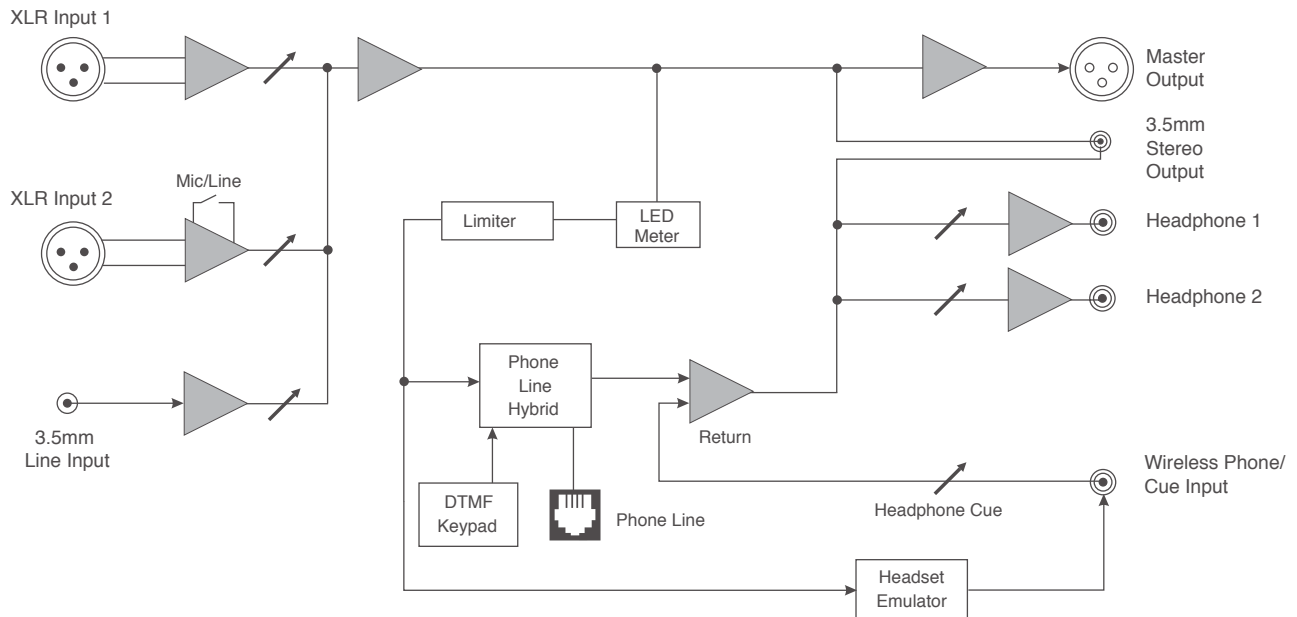 XLR Input 1
Master
Output
3.5mm
Stereo
Output
Mic/Line
XLR Input 2
Limiter
LED
Meter
Headphone 1
Headphone 2
Phone
Line
Hybrid
Return
3.5mm
Line Input
Wireless Phone/
Cue Input
DTMF
Keypad
Phone Line
Headphone Cue
Headset
Emulator